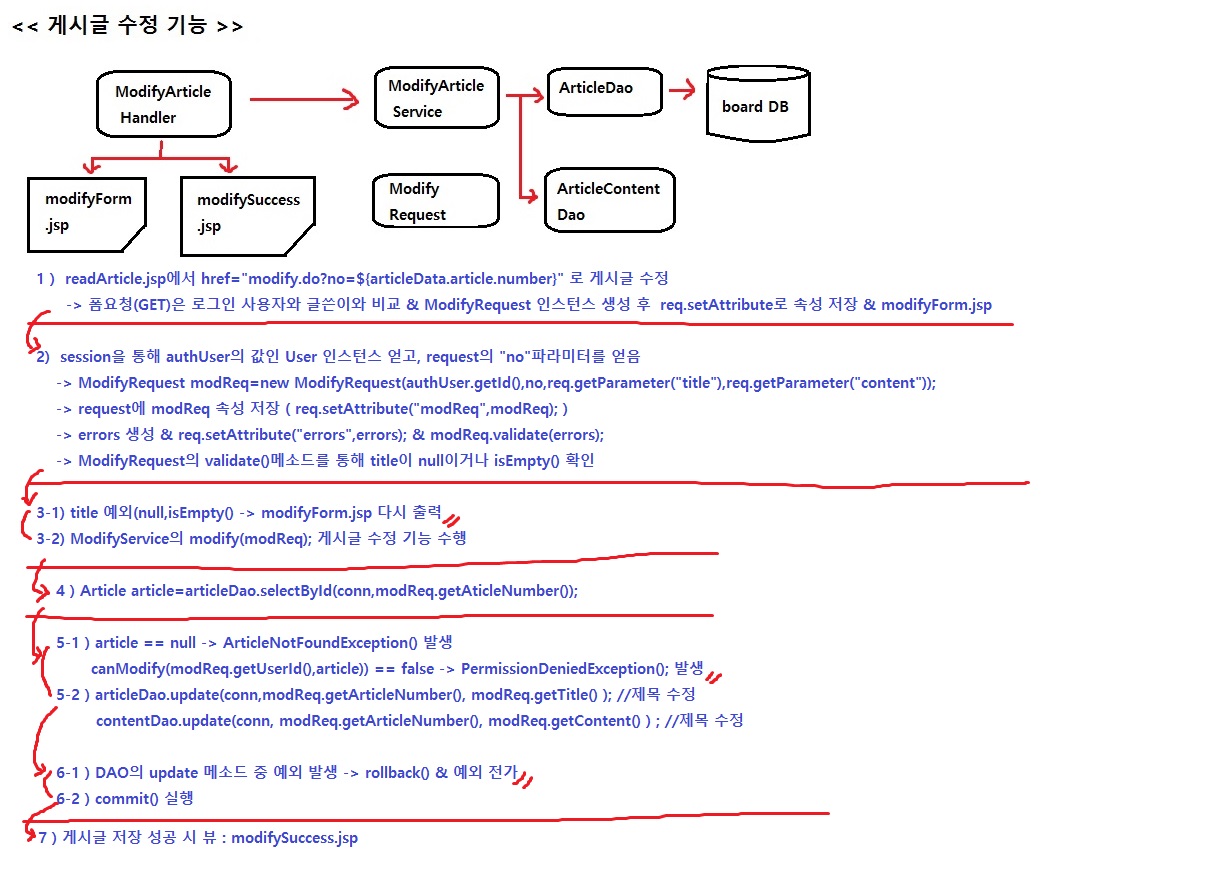 << 게시글 수정 기능 >>
ModifyArticle
Handler
ModifyArticle
Service
ArticleDao
board DB
modifyForm
.jsp
modifySuccess
.jsp
Modify
Request
ArticleContent
Dao
1 ) readArticle.jsp에서 href="modify.do?no=${articleData.article.number}" 로 게시글 수정
-> 폼요청(GET)은 로그인 사용자와 글쓴이와 비교 & ModifyRequest 인스턴스 생성 후 req.setAttribute로 속성 저장 & modifyForm.jsp
2) session을 통해 authUser의 값인 User 인스턴스 얻고, request의 "no"파라미터를 얻음
-> ModifyRequest modReq=new ModifyRequest(authUser.getId(),no,req.getParameter("title"),req.getParameter("content"));
-> request에 modReq 속성 저장 ( req.setAttribute("modReq",modReq); )
-> errors 생성 & req.setAttribute("errors",errors); & modReq.validate(errors);
-> ModifyRequest의 validate()메소드를 통해 title이 null이거나 isEmpty() 확인
3-1) title 예외(null,isEmpty() -> modifyForm.jsp 다시 출력
3-2) ModifyService의 modify(modReq); 게시글 수정 기능 수행
4 ) Article article=articleDao.selectById(conn,modReq.getAticleNumber());
5-1 ) article == null -> ArticleNotFoundException() 발생
canModify(modReq.getUserId(),article)) == false -> PermissionDeniedException(); 발생
5-2 ) articleDao.update(conn,modReq.getArticleNumber(), modReq.getTitle() ); //제목 수정
contentDao.update(conn, modReq.getArticleNumber(), modReq.getContent() ) ; //제목 수정
6-1 ) DAO의 update 메소드 중 예외 발생 -> rollback() & 예외 전가
6-2 ) commit() 실행
7 ) 게시글 저장 성공 시 뷰 : modifySuccess.jsp